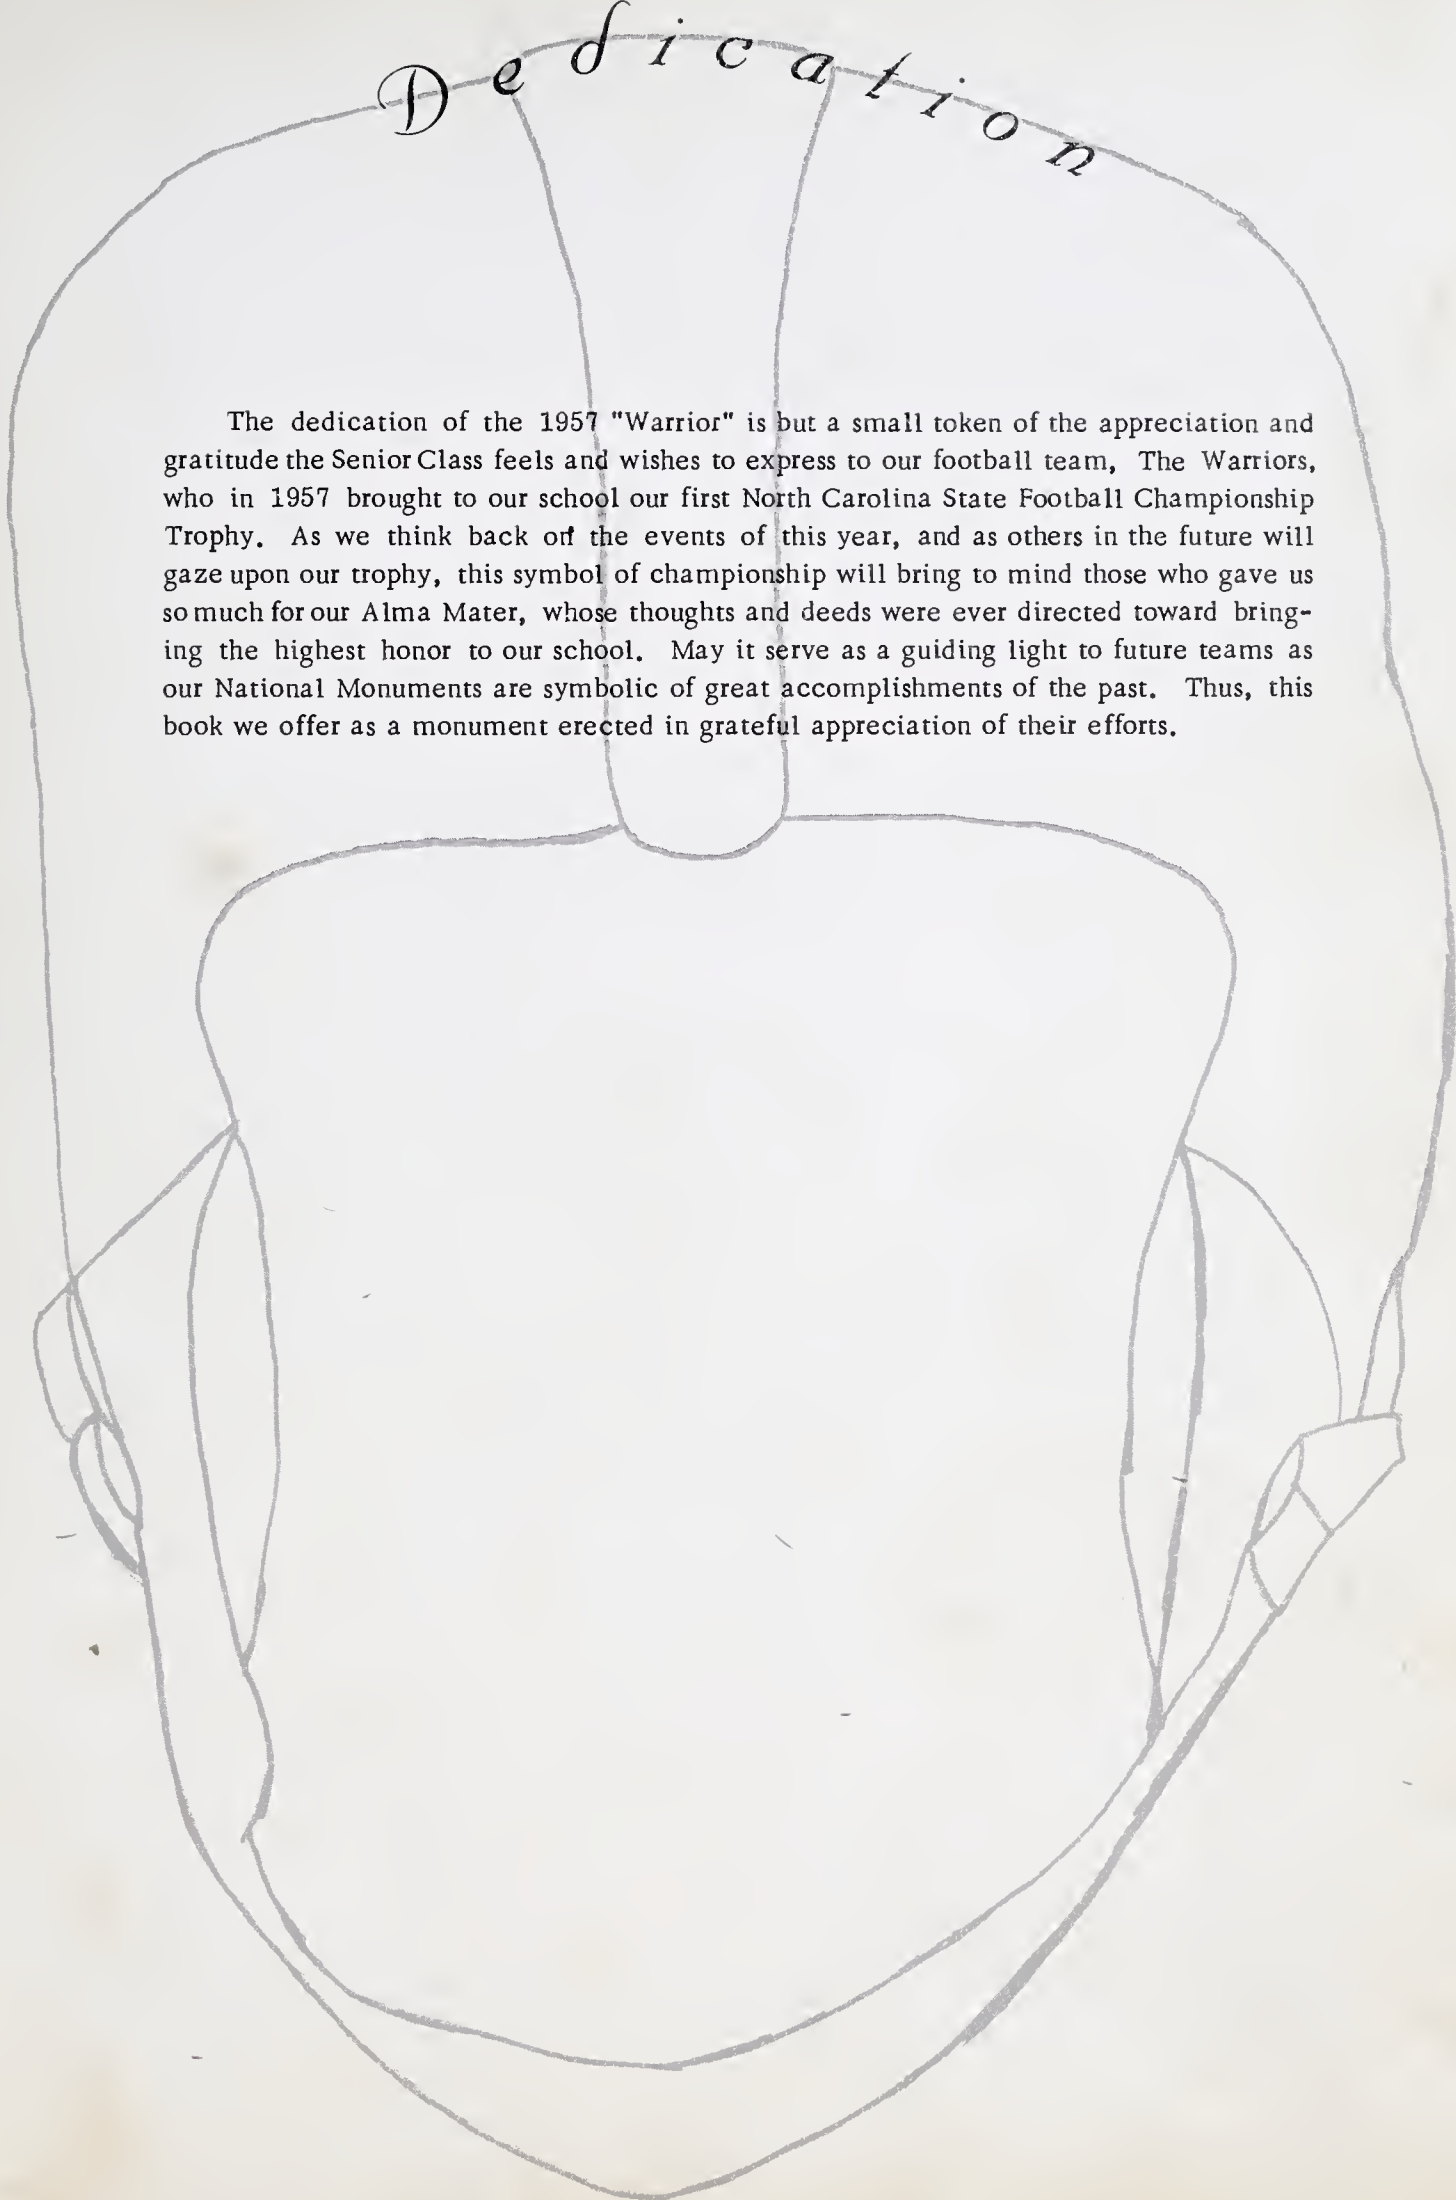 Dedication
The dedication of the 1957 "Warrior" is but a small token of the appreciation and
gratitude the Senior Class feels and wishes to express to our football team, The Warriors,
who in 1957 brought to our school our first North Carolina State Football Championship
Trophy. As we think back on the events of this year, and as others in the future will
gaze upon our trophy, this symbol of championship will bring to mind those who gave us
so much for our Alma Mater, whose thoughts and deeds were ever directed toward bring-
ing the highest honor to our school. May it serve as a guiding light to future teams as
our National Monuments are symbolic of great accomplishments of the past. Thus, this
book we offer as a monument erected in grateful appreciation of their efforts.